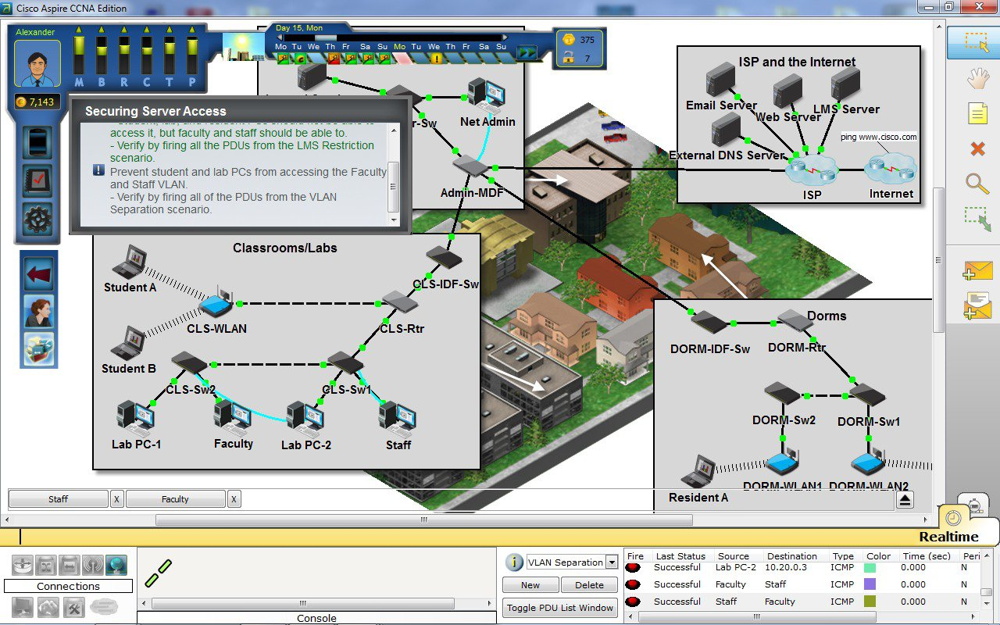 Cisco Aspire CCNA Edition
Alexander
M B R C T P
7,143
Day 15, Mon
Mo Tu We Th Fr Sa Su Mo Tu We Th Fr Sa Su
375
7
Securing Server Access
access it, but faculty and staff should be able to.
- Verify by firing all the PDUs from the LMS Restriction
scenario.
Prevent student and lab PCs from accessing the Faculty
and Staff VLAN.
- Verify by firing all of the PDUs from the VLAN
Separation scenario.
r-Sw
Net Admin
Admin-MDF
ISP and the Internet
Email Server
Web Server
LMS Server
External DNS Server
ping www.cisco.com
ISP
Internet
Classrooms/Labs
Student A
CLS-WLAN
Student B
CLS-IDF-Sw
CLS-Rtr
CLS-Sw2
CLS-Sw1
Lab PC-1
Faculty
Lab PC-2
Staff
Dorms
DORM-IDF-Sw
DORM-Rtr
DORM-Sw2
DORM-Sw1
DORM-WLAN1
DORM-WLAN2
Resident A
Staff X Faculty X
Realtime
Connections
Console
VLAN Separation
New Delete
Toggle PDU List Window
Fire Last Status Source Destination Type Color Time (sec) Peri
Successful Lab PC-2 10.20.0.3 ICMP 0.000 N
Successful Faculty Staff ICMP 0.000 N
Successful Staff Faculty ICMP 0.000 N